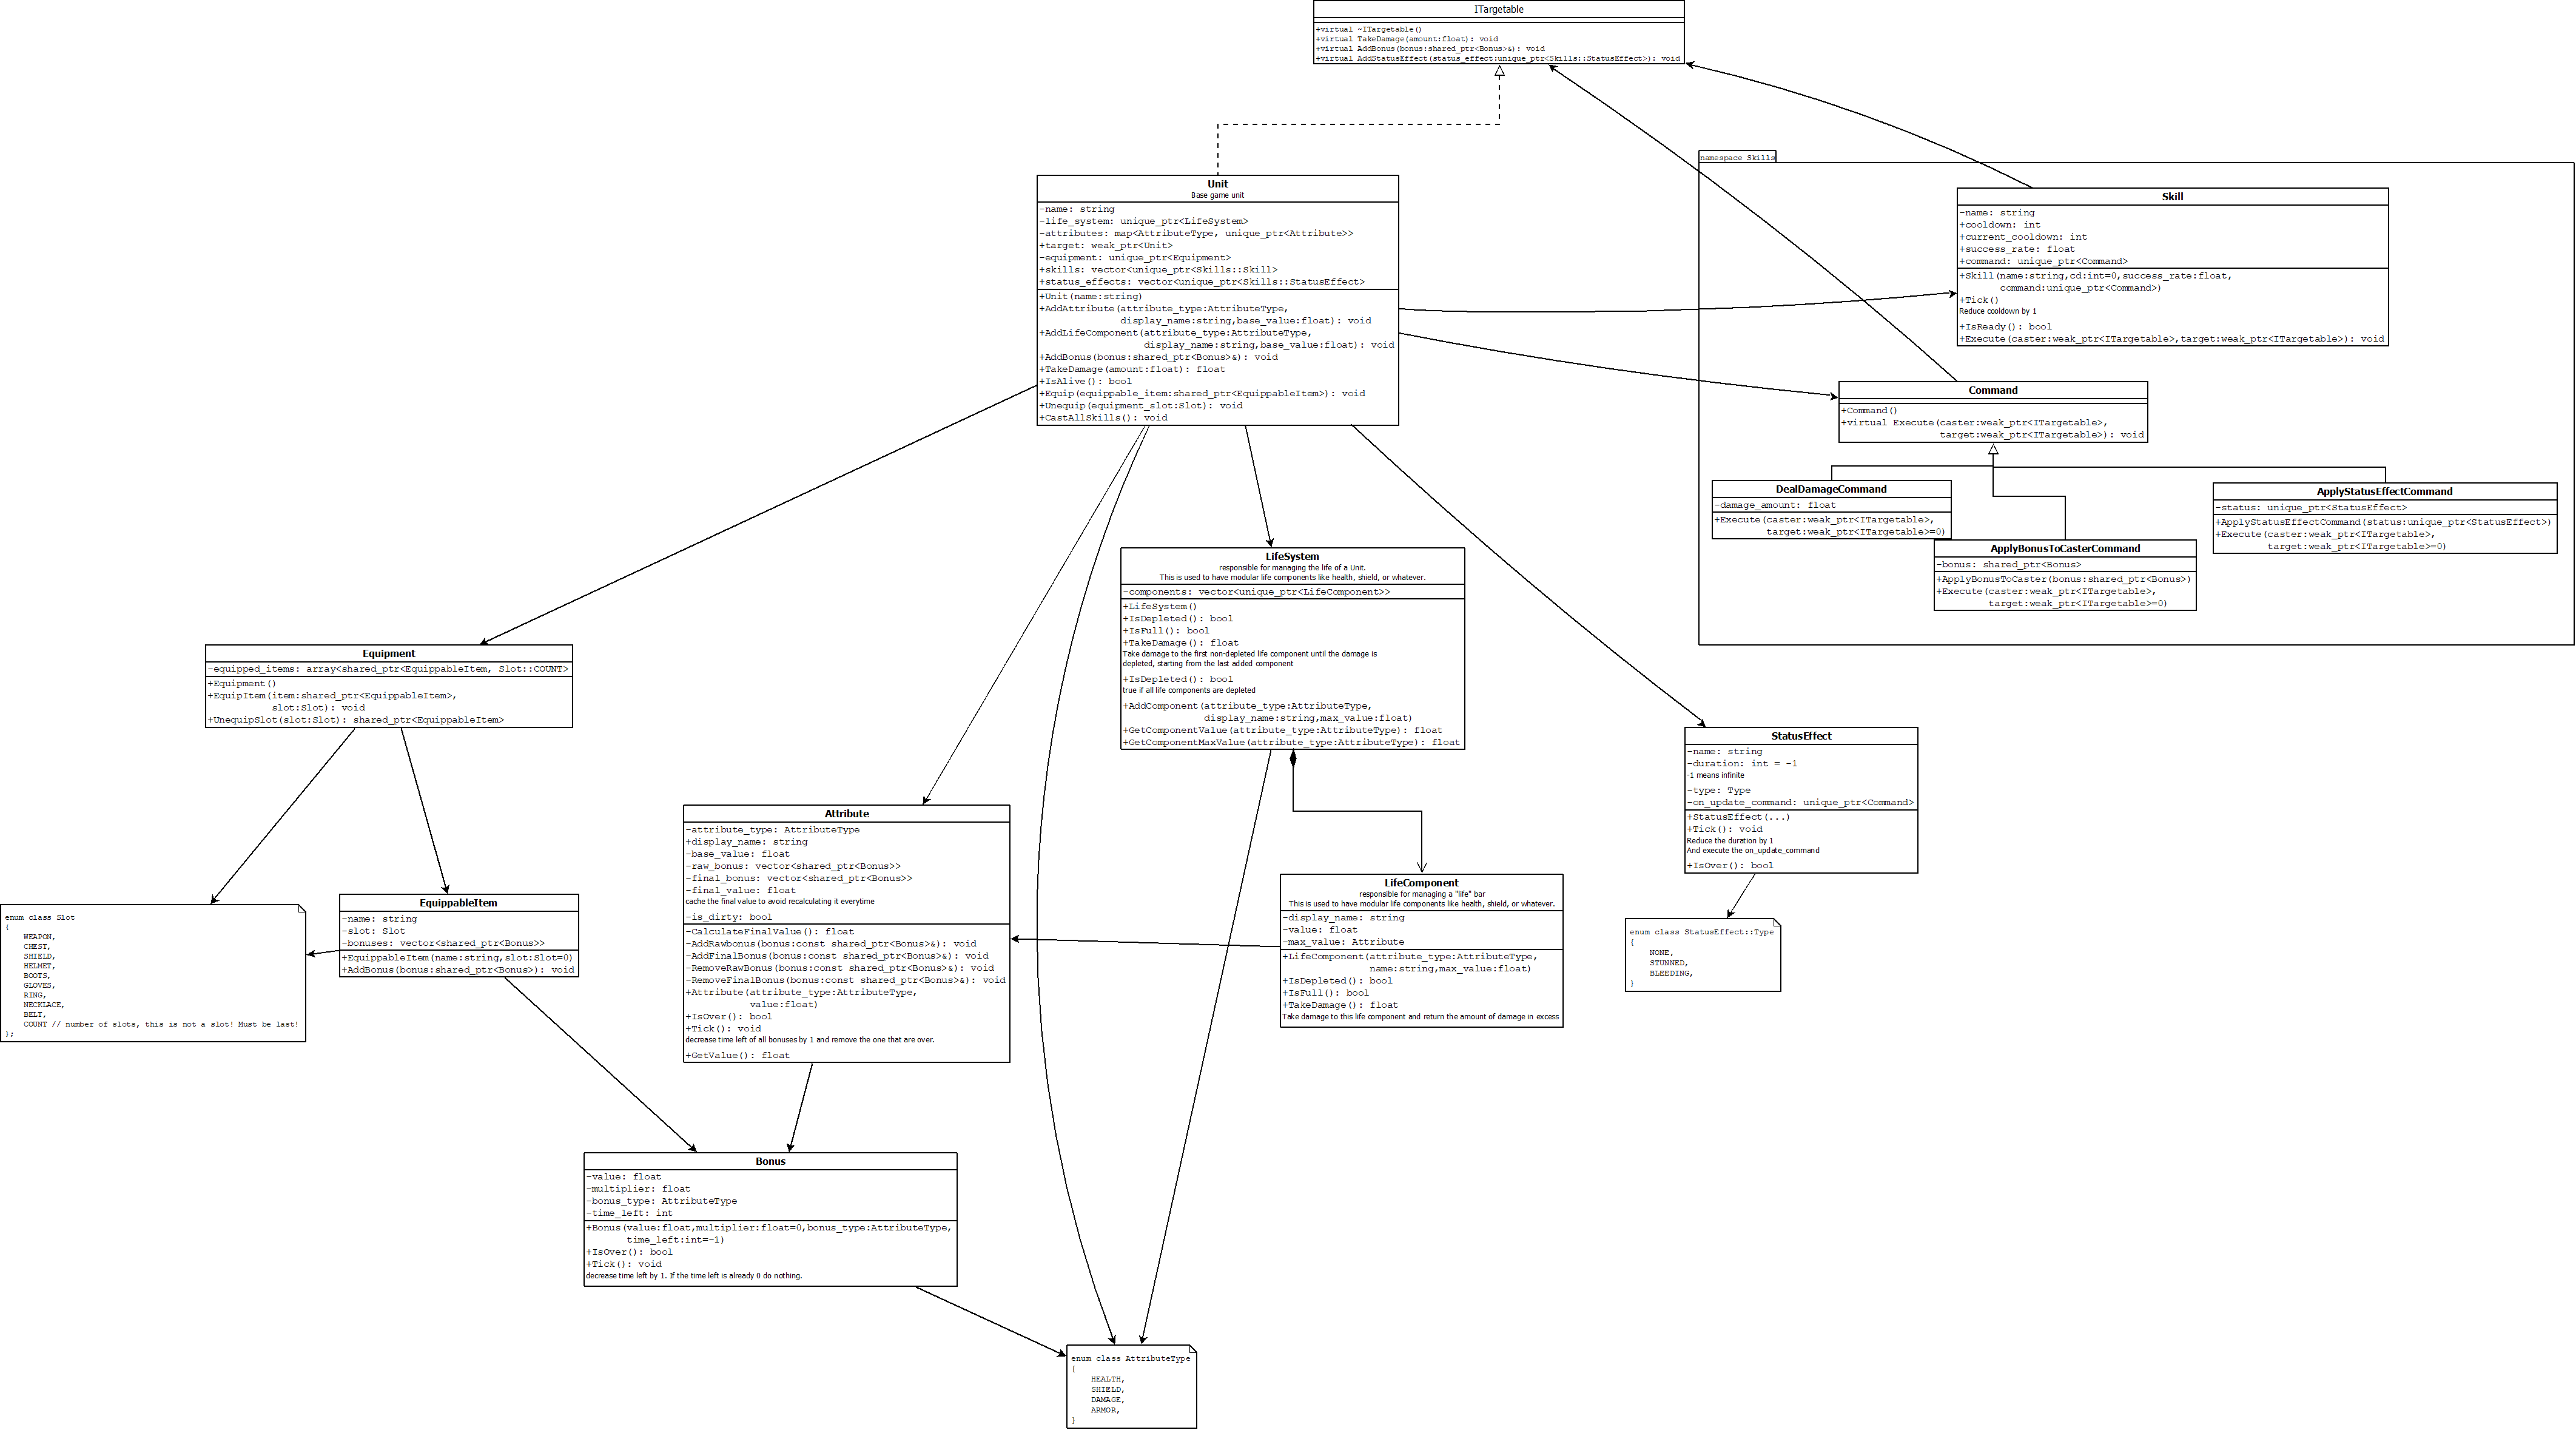 ITargetable
+virtual ~ITargetable()
+virtual TakeDamage(amount:float): void
+virtual AddBonus(bonus:shared_ptr<Bonus>&): void
+virtual AddStatusEffect(status_effect:unique_ptr<Skills::StatusEffect>): void
namespace Skills
Unit
Base game unit
-name: string
-life_system: unique_ptr<LifeSystem>
-attributes: map<AttributeType, unique_ptr<Attribute>>
+target: weak_ptr<Unit>
-equipment: unique_ptr<Equipment>
+skills: vector<unique_ptr<Skills::Skill>
+status_effects: vector<unique_ptr<Skills::StatusEffect>
+Unit(name:string)
+AddAttribute(attribute_type:AttributeType,
display_name:string,base_value:float): void
+AddLifeComponent(attribute_type:AttributeType,
display_name:string,base_value:float): void
+AddBonus(bonus:shared_ptr<Bonus>&): void
+TakeDamage(amount:float): float
+IsAlive(): bool
+Equip(equippable_item:shared_ptr<EquippableItem>): void
+Unequip(equipment_slot:Slot): void
+CastAllSkills(): void
Skill
-name: string
+cooldown: int
+current_cooldown: int
+success_rate: float
+command: unique_ptr<Command>
+Skill(name:string,cd:int=0,success_rate:float,
command:unique_ptr<Command>)
+Tick()
Reduce cooldown by 1
+IsReady(): bool
+Execute(caster:weak_ptr<ITargetable>,target:weak_ptr<ITargetable>): void
Command
+Command()
+virtual Execute(caster:weak_ptr<ITargetable>,
target:weak_ptr<ITargetable>): void
DealDamageCommand
-damage_amount: float
+Execute(caster:weak_ptr<ITargetable>,
target:weak_ptr<ITargetable>=0)
ApplyBonusToCasterCommand
-bonus: shared_ptr<Bonus>
+ApplyBonusToCaster(bonus:shared_ptr<Bonus>)
+Execute(caster:weak_ptr<ITargetable>,
target:weak_ptr<ITargetable>=0)
ApplyStatusEffectCommand
-status: unique_ptr<StatusEffect>
+ApplyStatusEffectCommand(status:unique_ptr<StatusEffect>)
+Execute(caster:weak_ptr<ITargetable>,
target:weak_ptr<ITargetable>=0)
LifeSystem
responsible for managing the life of a Unit.
This is used to have modular life components like health, shield, or whatever.
-components: vector<unique_ptr<LifeComponent>>
+LifeSystem()
+IsDepleted(): bool
+IsFull(): bool
+TakeDamage(): float
Take damage to the first non-depleted life component until the damage is
depleted, starting from the last added component
+IsDepleted(): bool
true if all life components are depleted
+AddComponent(attribute_type:AttributeType,
display_name:string,max_value:float)
+GetComponentValue(attribute_type:AttributeType): float
+GetComponentMaxValue(attribute_type:AttributeType): float
Equipment
-equipped_items: array<shared_ptr<EquippableItem, Slot::COUNT>
+Equipment()
+EquipItem(item:shared_ptr<EquippableItem>,
slot:Slot): void
+UnequipSlot(slot:Slot): shared_ptr<EquippableItem>
StatusEffect
-name: string
-duration: int = -1
-1 means infinite
-type: Type
-on_update_command: unique_ptr<Command>
+StatusEffect(...)
+Tick(): void
Reduce the duration by 1
And execute the on_update_command
+IsOver(): bool
Attribute
-attribute_type: AttributeType
+display_name: string
-base_value: float
-raw_bonus: vector<shared_ptr<Bonus>>
-final_bonus: vector<shared_ptr<Bonus>>
-final_value: float
cache the final value to avoid recalculating it everytime
-is_dirty: bool
-CalculateFinalValue(): float
-AddRawbonus(bonus:const shared_ptr<Bonus>&): void
-AddFinalBonus(bonus:const shared_ptr<Bonus>&): void
-RemoveRawBonus(bonus:const shared_ptr<Bonus>&): void
-RemoveFinalBonus(bonus:const shared_ptr<Bonus>&): void
+Attribute(attribute_type:AttributeType,
value:float)
+IsOver(): bool
+Tick(): void
decrease time left of all bonuses by 1 and remove the one that are over.
+GetValue(): float
LifeComponent
responsible for managing a "life" bar
This is used to have modular life components like health, shield, or whatever.
-display_name: string
-value: float
-max_value: Attribute
+LifeComponent(attribute_type:AttributeType,
name:string,max_value:float)
+IsDepleted(): bool
+IsFull(): bool
+TakeDamage(): float
Take damage to this life component and return the amount of damage in excess
enum class Slot
{
WEAPON,
CHEST,
SHIELD,
HELMET,
BOOTS,
GLOVES,
RING,
NECKLACE,
BELT,
COUNT // number of slots, this is not a slot! Must be last!
};
EquippableItem
-name: string
-slot: Slot
-bonuses: vector<shared_ptr<Bonus>>
+EquippableItem(name:string,slot:Slot=0)
+AddBonus(bonus:shared_ptr<Bonus>): void
enum class StatusEffect::Type
{
NONE,
STUNNED,
BLEEDING,
}
Bonus
-value: float
-multiplier: float
-bonus_type: AttributeType
-time_left: int
+Bonus(value:float,multiplier:float=0,bonus_type:AttributeType,
time_left:int=-1)
+IsOver(): bool
+Tick(): void
decrease time left by 1. If the time left is already 0 do nothing.
enum class AttributeType
{
HEALTH,
SHIELD,
DAMAGE,
ARMOR,
}